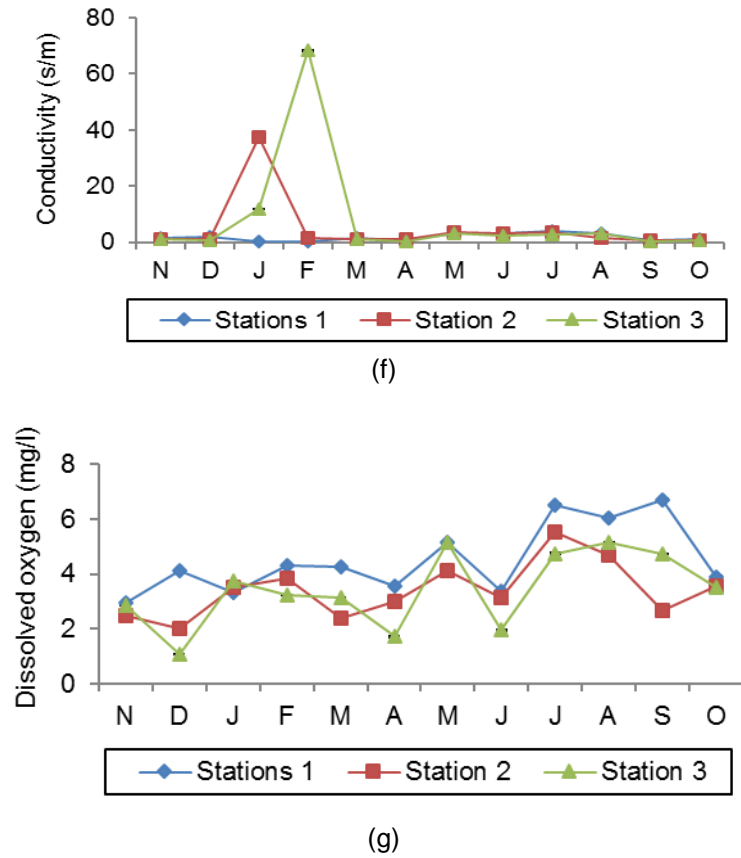 80
60
40
20
0
Conductivity (s/m)
N D J F M A M J J A S O
Stations 1 Station 2 Station 3
(f)
8
6
4
2
0
Dissolved oxygen (mg/l)
N D J F M A M J J A S O
Stations 1 Station 2 Station 3
(g)